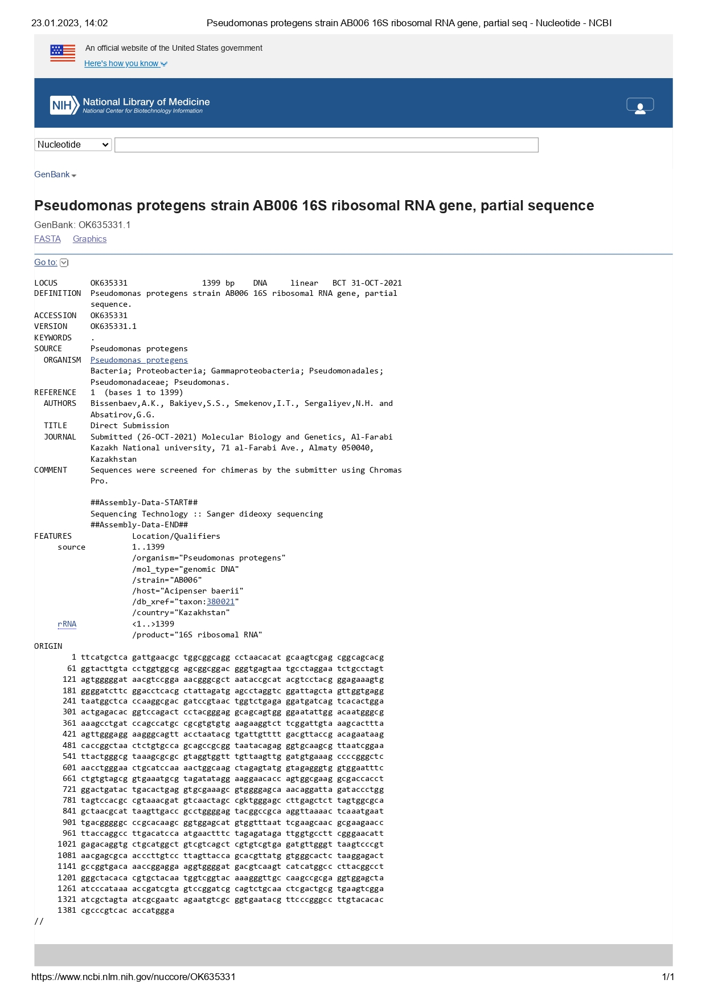 23.01.2023, 14:02 Pseudomonas protegens strain AB006 16S ribosomal RNA gene, partial seq - Nucleotide - NCBI
An official website of the United States government
Here's how you know
NIH National Library of Medicine
National Center for Biotechnology Information
Nucleotide
GenBank
Pseudomonas protegens strain AB006 16S ribosomal RNA gene, partial sequence
GenBank: OK635331.1
FASTA Graphics
Go to:
LOCUS OK635331 1399 bp DNA linear BCT 31-OCT-2021
DEFINITION Pseudomonas protegens strain AB006 16S ribosomal RNA gene, partial
sequence.
ACCESSION OK635331
VERSION OK635331.1
KEYWORDS .
SOURCE Pseudomonas protegens
ORGANISM Pseudomonas protegens
Bacteria; Proteobacteria; Gammaproteobacteria; Pseudomonadales;
Pseudomonadaceae; Pseudomonas.
REFERENCE 1 (bases 1 to 1399)
AUTHORS Bissenbaev,A.K., Bakiyev,S.S., Smekenov,I.T., Sergaliyev,N.H. and
Absatirov,G.G.
TITLE Direct Submission
JOURNAL Submitted (26-OCT-2021) Molecular Biology and Genetics, Al-Farabi
Kazakh National university, 71 al-Farabi Ave., Almaty 050040,
Kazakhstan
COMMENT Sequences were screened for chimeras by the submitter using Chromas
Pro.
##Assembly-Data-START##
Sequencing Technology :: Sanger dideoxy sequencing
##Assembly-Data-END##
FEATURES Location/Qualifiers
source 1..1399
/organism="Pseudomonas protegens"
/mol_type="genomic DNA"
/strain="AB006"
/host="Acipenser baerii"
/db_xref="taxon:380021"
/country="Kazakhstan"
rRNA <1..>1399
/product="16S ribosomal RNA"
ORIGIN
1 ttcatgctca gattgaacgc tggcggcagg cctaacacat gcaagtcgag cggcagcacg
61 ggtacttgta cctggtggcg agcggcggac gggtgagtaa tgcctaggaa tctgcctagt
121 agtgggggat aacgtccgga aacgggcgct aataccgcat acgtcctacg ggagaaagtg
181 ggggatcttc ggacctcacg ctattagatg agcctaggtc ggattagcta gttggtgagg
241 taatggctca ccaaggcgac gatccgtaac tggtctgaga ggatgatcag tcacactgga
301 actgagacac ggtccagact cctacgggag gcagcagtgg ggaatattgg acaatgggcg
361 aaagcctgat ccagccatgc cgcgtgtgtg aagaaggtct tcggattgta aagcacttta
421 agttgggagg aagggcagtt acctaatacg tgattgtttt gacgttaccg acagaataag
481 caccggctaa ctctgtgcca gcagccgcgg taatacagag ggtgcaagcg ttaatcggaa
541 ttactgggcg taaagcgcgc gtaggtggtt tgttaagttg gatgtgaaag ccccgggctc
601 aacctgggaa ctgcatccaa aactggcaag ctagagtatg gtagagggtg gtggaatttc
661 ctgtgtagcg gtgaaatgcg tagatatagg aaggaacacc agtggcgaag gcgaccacct
721 ggactgatac tgacactgag gtgcgaaagc gtggggagca aacaggatta gataccctgg
781 tagtccacgc cgtaaacgat gtcaactagc cgktgggagc cttgagctct tagtggcgca
841 gctaacgcat taagttgacc gcctggggag tacggccgca aggttaaaac tcaaatgaat
901 tgacgggggc ccgcacaagc ggtggagcat gtggtttaat tcgaagcaac gcgaagaacc
961 ttaccaggcc ttgacatcca atgaactttc tagagataga ttggtgcctt cgggaacatt
1021 gagacaggtg ctgcatggct gtcgtcagct cgtgtcgtga gatgttgggt taagtcccgt
1081 aacgagcgca acccttgtcc ttagttacca gcacgttatg gtgggcactc taaggagact
1141 gccggtgaca aaccggagga aggtggggat gacgtcaagt catcatggcc cttacggcct
1201 gggctacaca cgtgctacaa tggtcggtac aaagggttgc caagccgcga ggtggagcta
1261 atcccataaa accgatcgta gtccggatcg cagtctgcaa ctcgactgcg tgaagtcgga
1321 atcgctagta atcgcgaatc agaatgtcgc ggtgaatacg ttcccgggcc ttgtacacac
1381 cgcccgtcac accatggga
//
https://www.ncbi.nlm.nih.gov/nuccore/OK635331 1/1